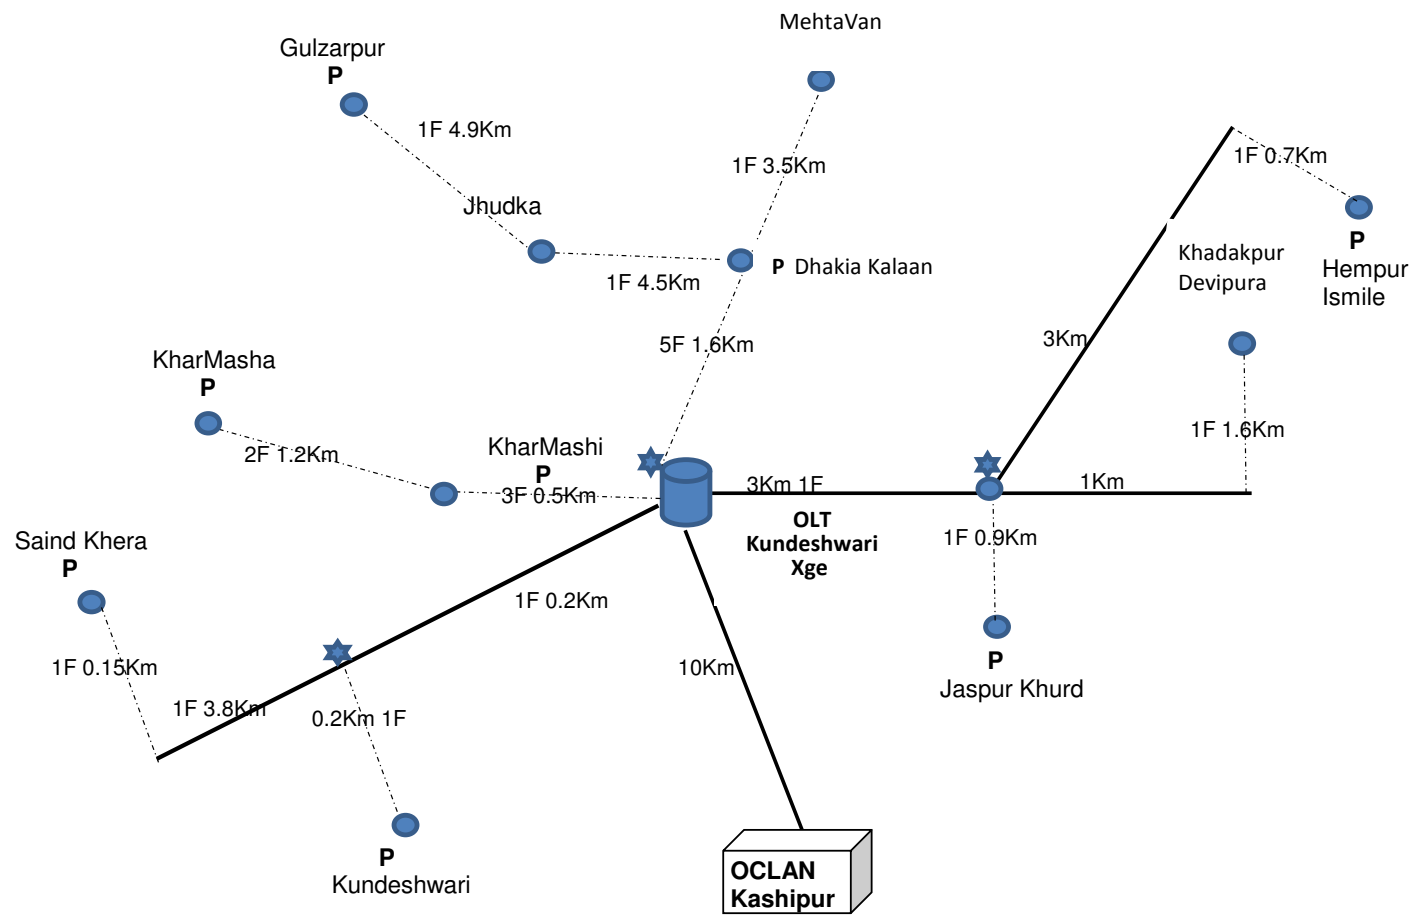 MehtaVan
Gulzarpur
P
1F 4.9Km
1F 3.5Km
1F 0.7Km
Jhudka
P
Hempur
Ismile
Khadakpur
Devipura
P Dhakia Kalaan
1F 4.5Km
5F 1.6Km
3Km
KharMasha
P
1F 1.6Km
KharMashi
P
2F 1.2Km
3F 0.5Km
3Km 1F
1Km
OLT
Kundeshwari
Xge
Saind Khera
P
1F 0.9Km
1F 0.2Km
1F 0.15Km
10Km
P
Jaspur Khurd
1F 3.8Km
0.2Km 1F
P
Kundeshwari
OCLAN
Kashipur